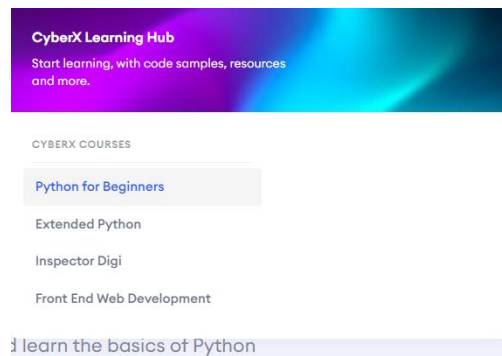 CyberX Learning Hub
Start learning, with code samples, resources
and more.
CYBERX COURSES
Python for Beginners
Extended Python
Inspector Digi
Front End Web Development
learn the basics of Python